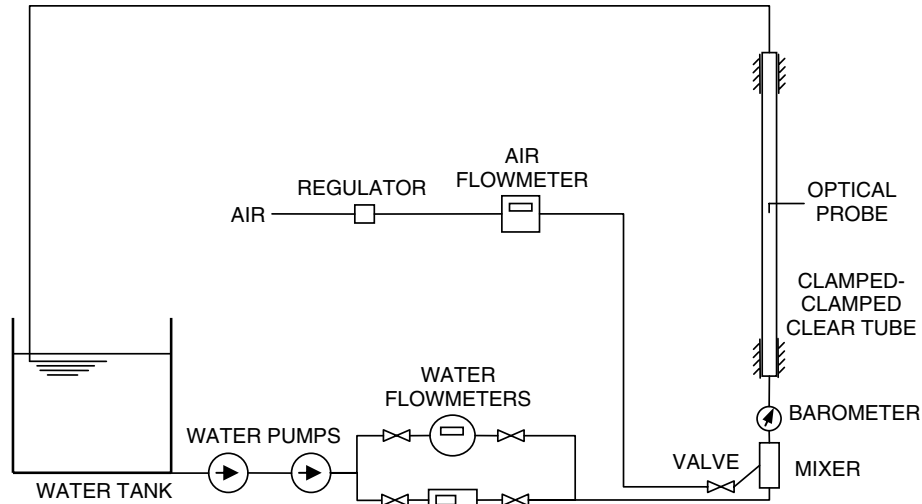 AIR
FLOWMETER
REGULATOR
AIR
OPTICAL
PROBE
CLAMPED-
CLAMPED
CLEAR TUBE
WATER
FLOWMETERS
BAROMETER
WATER PUMPS
VALVE
MIXER
WATER TANK